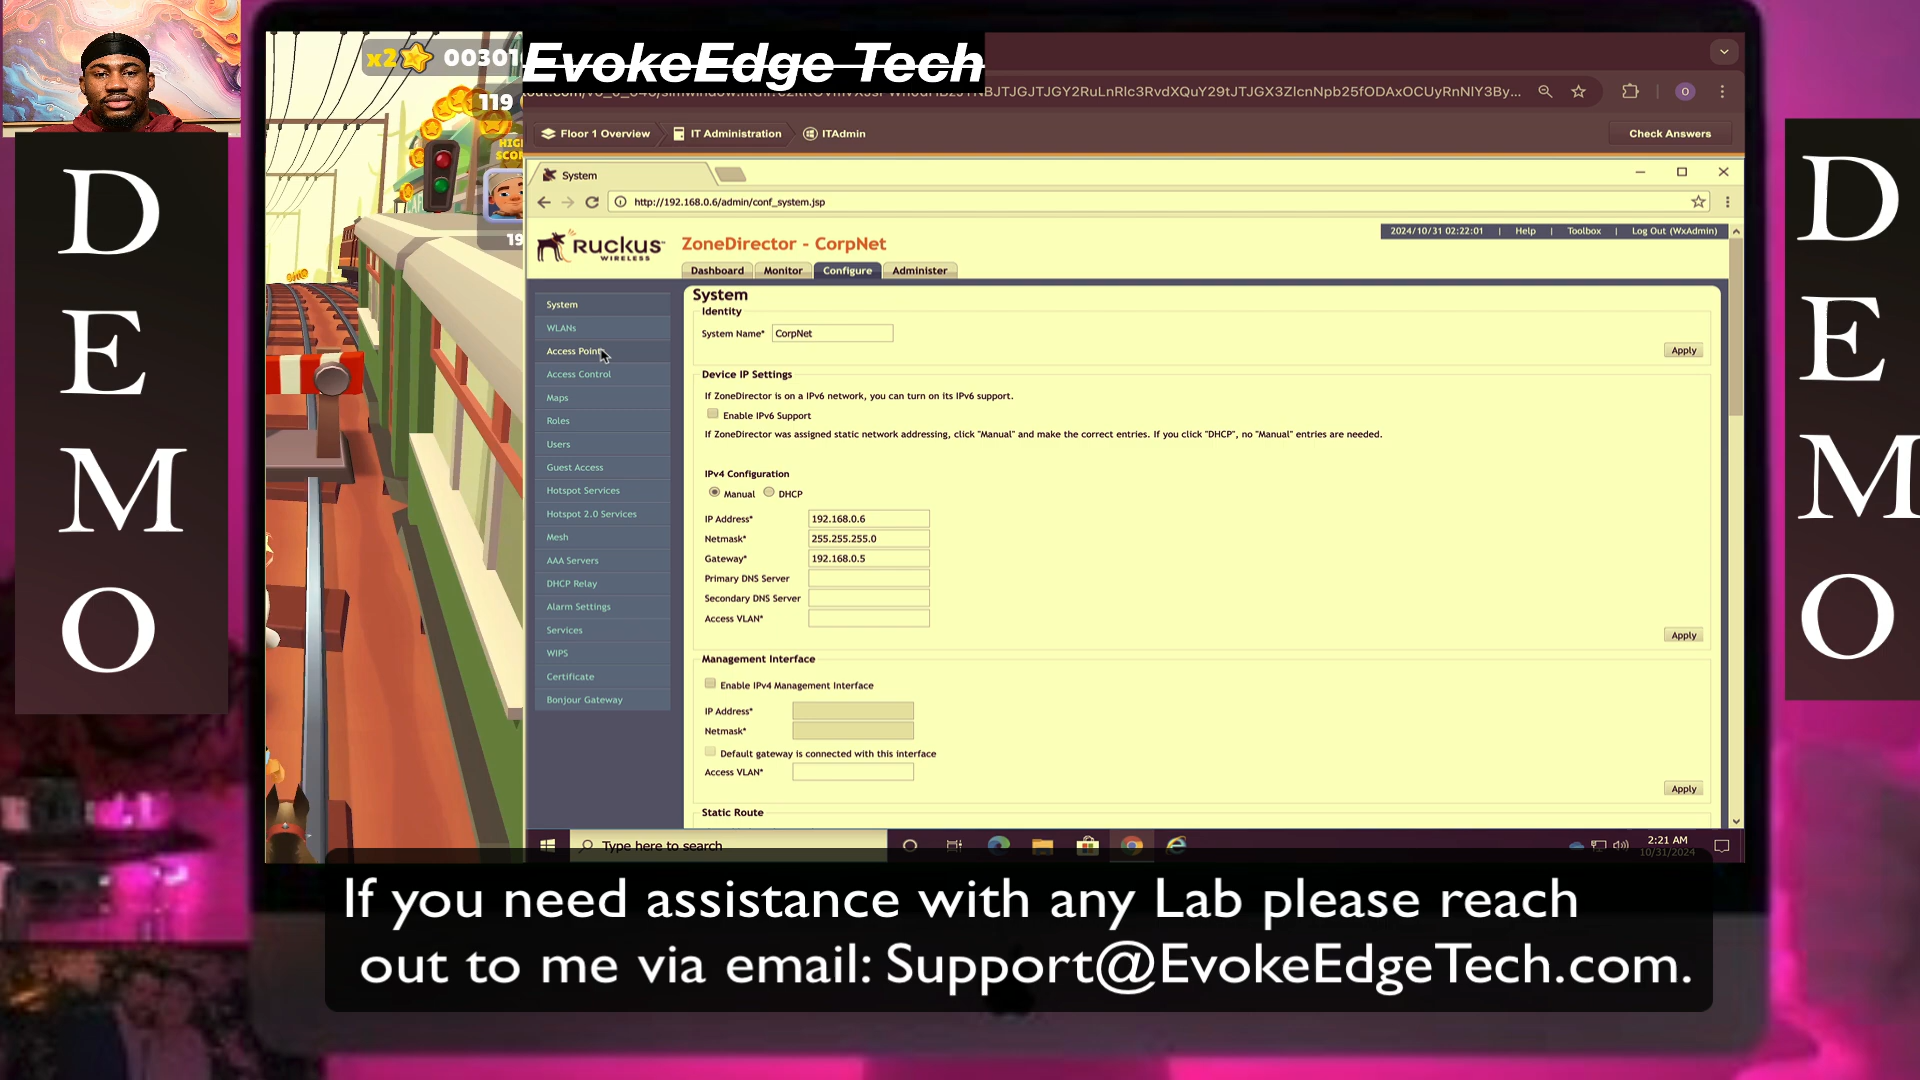 x2 00301
EvokeEdge Tech
119
HIGH
SCO
19
Floor 1 Overview
IT Administration
ITAdmin
Check Answers
System
http://192.168.0.6/admin/conf_system.jsp
RUCKUS
WIRELESS
ZoneDirector - CorpNet
2024/10/31 02:22:01 | Help | Toolbox | Log Out (WxAdmin)
Dashboard
Monitor
Configure
Administer
System
WLANs
Access Point
Access Control
Maps
Roles
Users
Guest Access
Hotspot Services
Hotspot 2.0 Services
Mesh
AAA Servers
DHCP Relay
Alarm Settings
Services
WIPS
Certificate
Bonjour Gateway
System
Identity
System Name* CorpNet
Apply
Device IP Settings
If ZoneDirector is on a IPv6 network, you can turn on its IPv6 support.
Enable IPv6 Support
If ZoneDirector was assigned static network addressing, click "Manual" and make the correct entries. If you click "DHCP", no "Manual" entries are needed.
IPv4 Configuration
Manual DHCP
IP Address* 192.168.0.6
Netmask* 255.255.255.0
Gateway* 192.168.0.5
Primary DNS Server
Secondary DNS Server
Access VLAN*
Apply
Management Interface
Enable IPv4 Management Interface
IP Address*
Netmask*
Default gateway is connected with this interface
Access VLAN*
Apply
Static Route
Type here to search
2:21 AM
10/31/2024
DEMO
DEMO
If you need assistance with any Lab please reach
out to me via email: Support@EvokeEdgeTech.com.